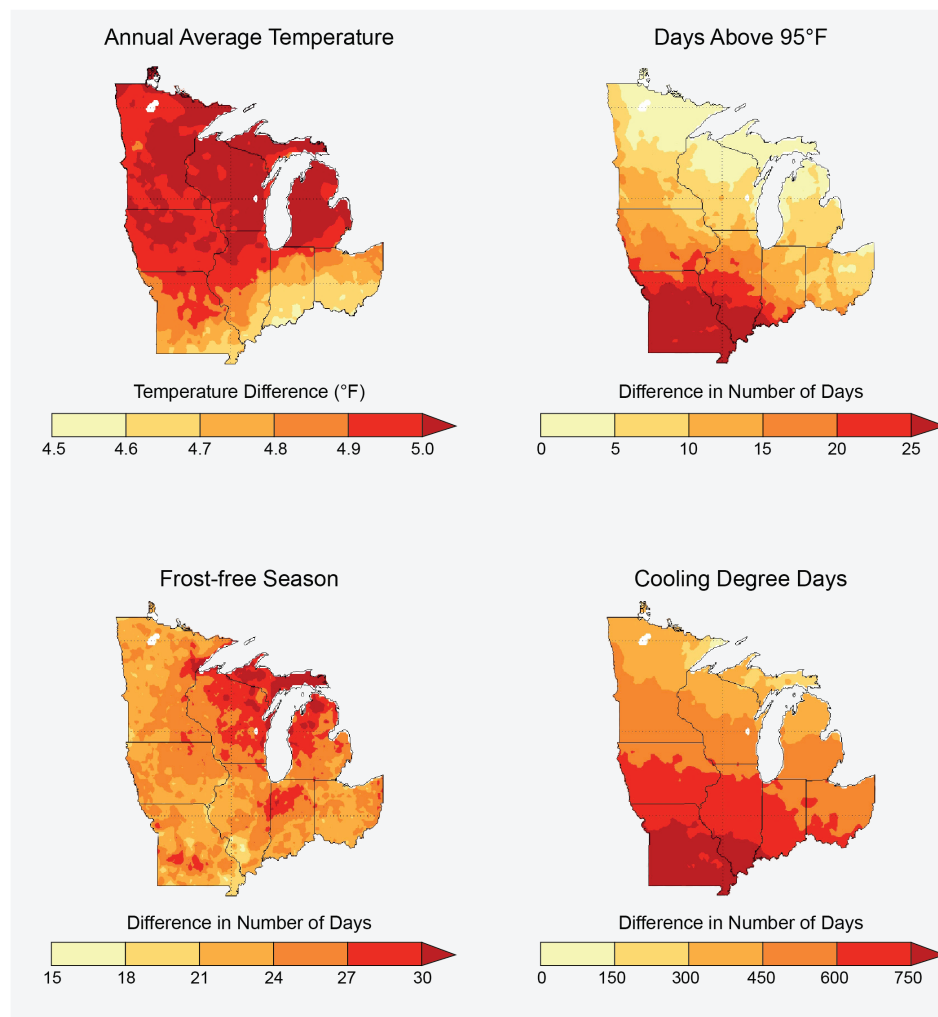 Annual Average Temperature
Days Above 95°F
Temperature Difference (°F)
4.5 4.6 4.7 4.8 4.9 5.0
Difference in Number of Days
0 5 10 15 20 25
Frost-free Season
Cooling Degree Days
Difference in Number of Days
15 18 21 24 27 30
Difference in Number of Days
0 150 300 450 600 750